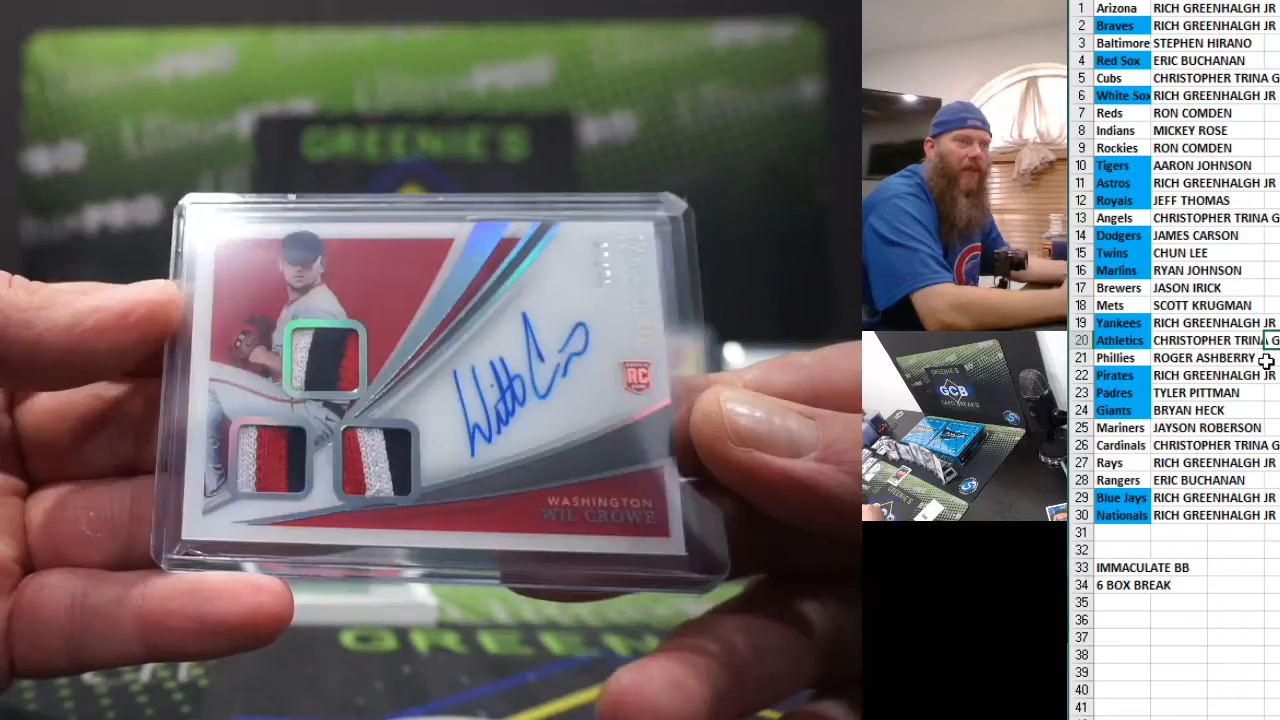 GREENIE'S
RC
WASHINGTON
WIL CROWE
GREEN
GREENIE'S
GCB
CARD BREAKS
1 Arizona RICH GREENHALGH JR
2 Braves RICH GREENHALGH JR
3 Baltimore STEPHEN HIRANO
4 Red Sox ERIC BUCHANAN
5 Cubs CHRISTOPHER TRINA G
6 White Sox RICH GREENHALGH JR
7 Reds RON COMDEN
8 Indians MICKEY ROSE
9 Rockies RON COMDEN
10 Tigers AARON JOHNSON
11 Astros RICH GREENHALGH JR
12 Royals JEFF THOMAS
13 Angels CHRISTOPHER TRINA G
14 Dodgers JAMES CARSON
15 Twins CHUN LEE
16 Marlins RYAN JOHNSON
17 Brewers JASON IRICK
18 Mets SCOTT KRUGMAN
19 Yankees RICH GREENHALGH JR
20 Athletics CHRISTOPHER TRINA G
21 Phillies ROGER ASHBERRY
22 Pirates RICH GREENHALGH JR
23 Padres TYLER PITTMAN
24 Giants BRYAN HECK
25 Mariners JAYSON ROBERSON
26 Cardinals CHRISTOPHER TRINA G
27 Rays RICH GREENHALGH JR
28 Rangers ERIC BUCHANAN
29 Blue Jays RICH GREENHALGH JR
30 Nationals RICH GREENHALGH JR
31
32
33 IMMACULATE BB
34 6 BOX BREAK
35
36
37
38
39
40
41